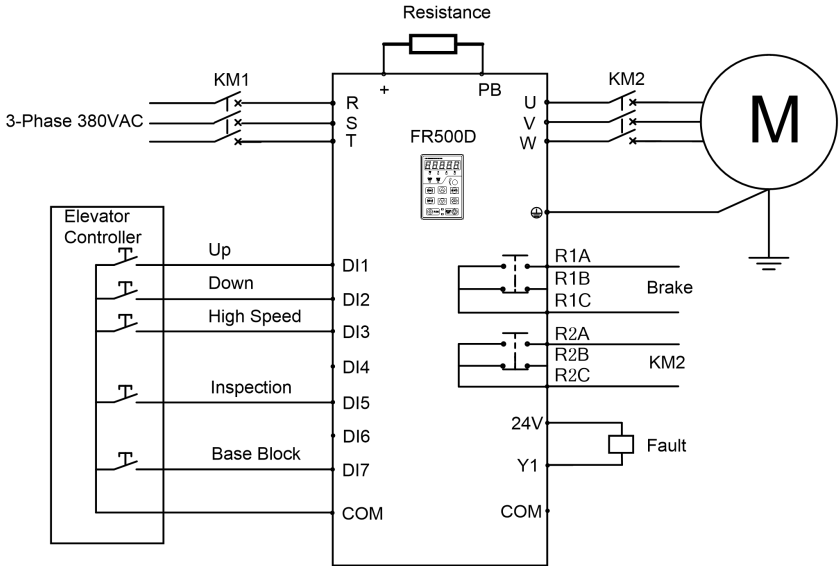 Resistance
+
PB
KM1
KM2
3-Phase 380VAC
R
S
T
U
V
W
M
FR500D
Elevator
Controller
Up
DI1
Down
DI2
High Speed
DI3
DI4
Inspection
DI5
DI6
Base Block
DI7
COM
R1A
R1B
R1C
Brake
R2A
R2B
R2C
KM2
24V
Y1
Fault
COM